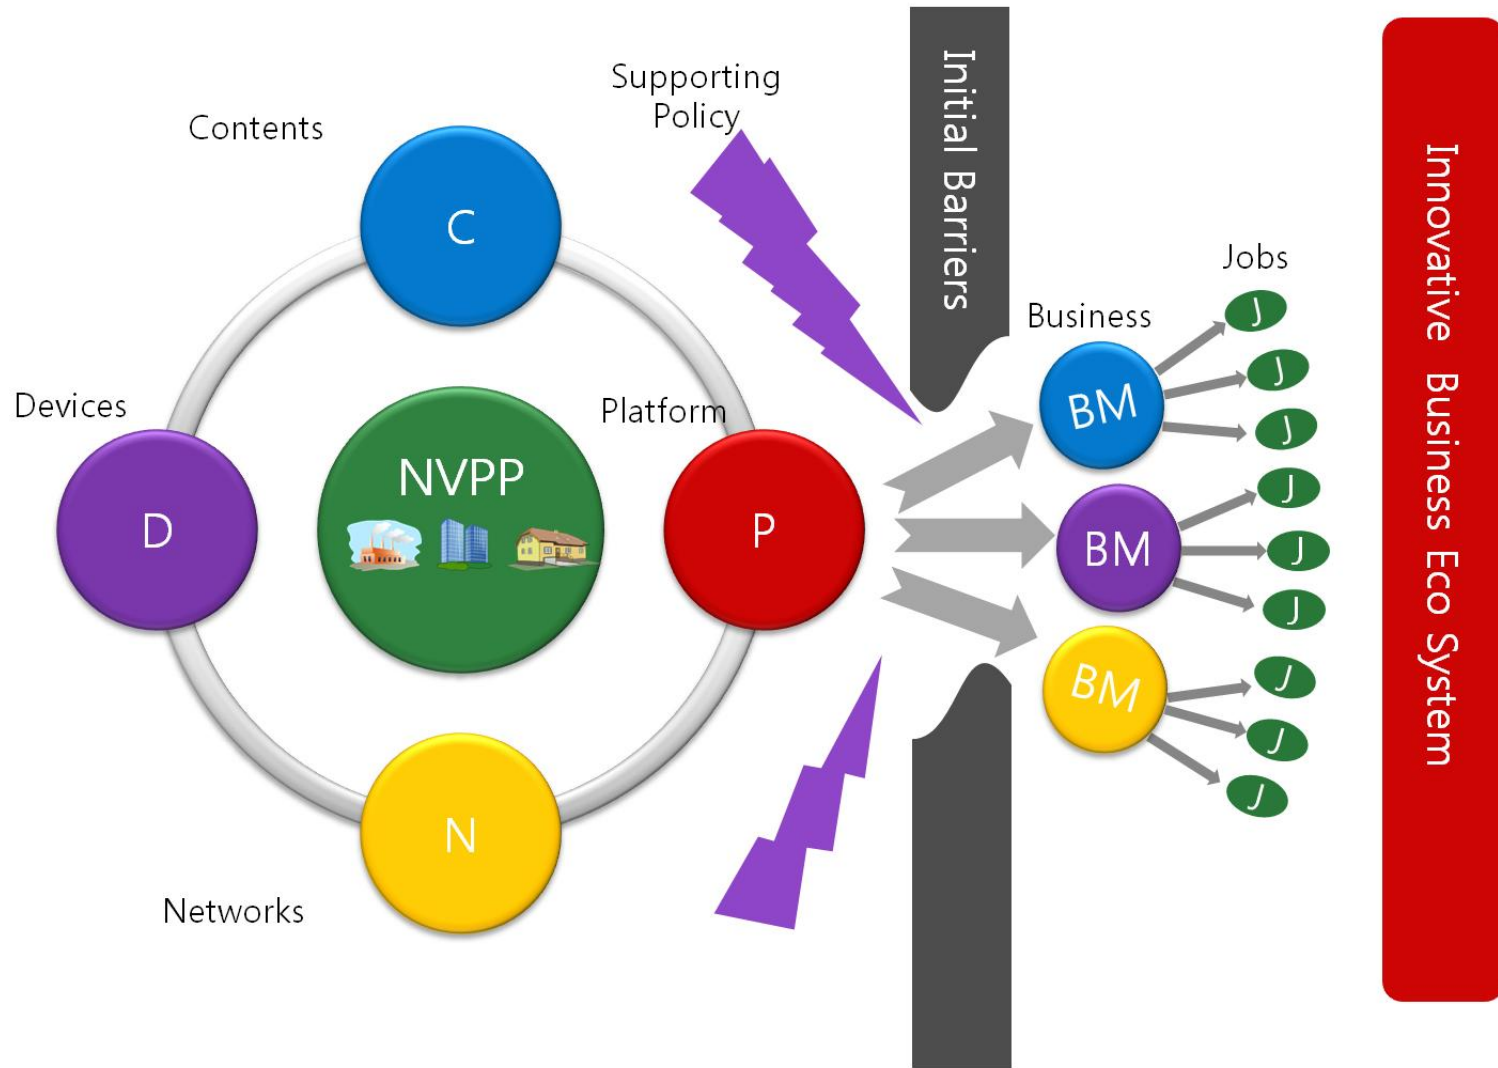 Supporting
Policy
Contents
C
Devices
D
NVPP
Platform
P
N
Networks
Initial Barriers
Business
BM
BM
BM
Jobs
J
J
J
J
J
J
J
J
J
Innovative Business Eco System